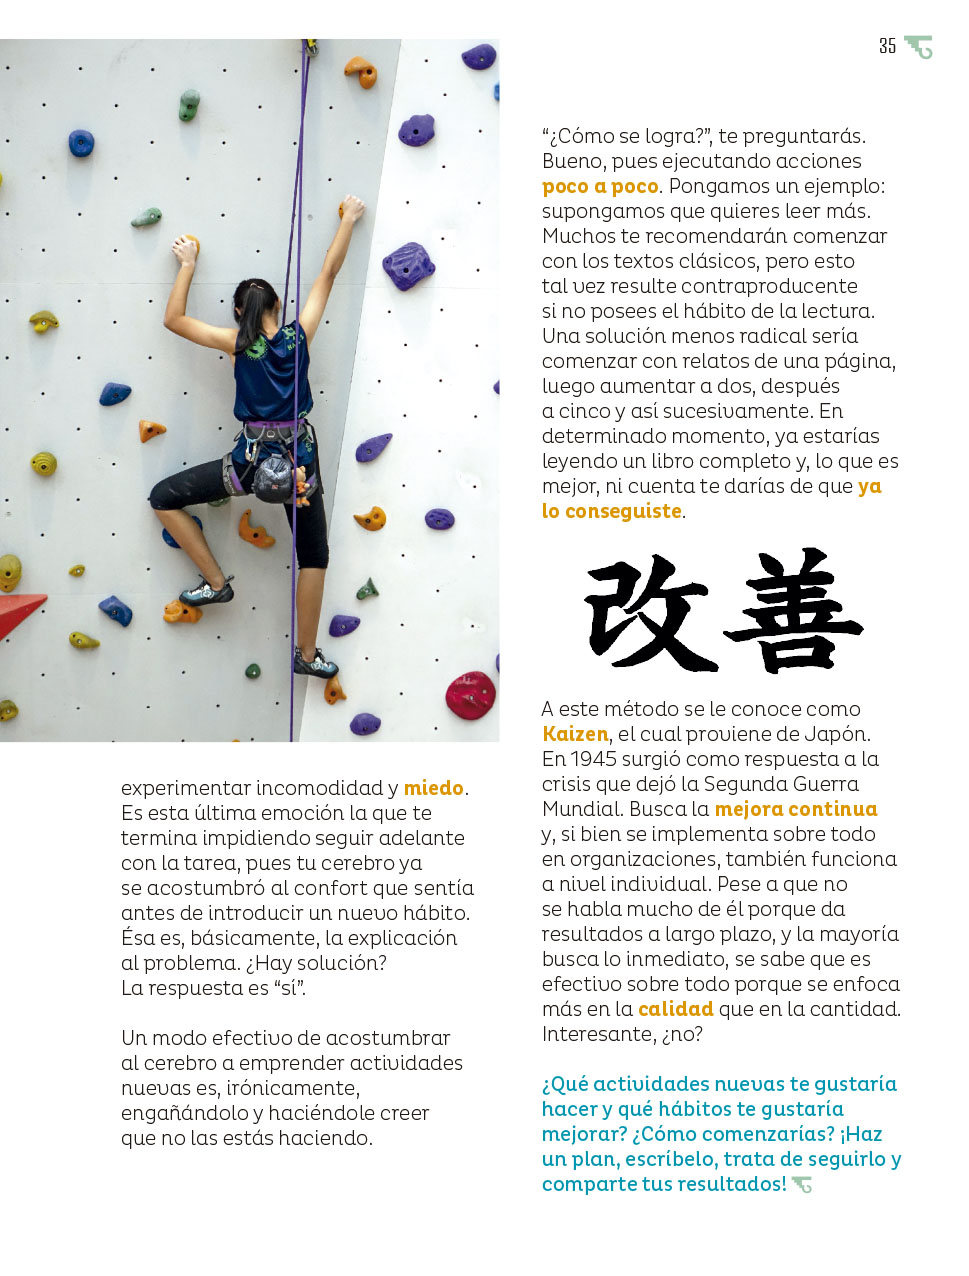 35
experimentar incomodidad y miedo.
Es esta última emoción la que te
termina impidiendo seguir adelante
con la tarea, pues tu cerebro ya
se acostumbró al confort que sentía
antes de introducir un nuevo hábito.
Ésa es, básicamente, la explicación
al problema. ¿Hay solución?
La respuesta es “sí”.
Un modo efectivo de acostumbrar
al cerebro a emprender actividades
nuevas es, irónicamente,
engañándolo y haciéndole creer
que no las estás haciendo.
“¿Cómo se logra?”, te preguntarás.
Bueno, pues ejecutando acciones
poco a poco. Pongamos un ejemplo:
supongamos que quieres leer más.
Muchos te recomendarán comenzar
con los textos clásicos, pero esto
tal vez resulte contraproducente
si no posees el hábito de la lectura.
Una solución menos radical sería
comenzar con relatos de una página,
luego aumentar a dos, después
a cinco y así sucesivamente. En
determinado momento, ya estarías
leyendo un libro completo y, lo que es
mejor, ni cuenta te darías de que ya
lo conseguiste.
改善
A este método se le conoce como
Kaizen, el cual proviene de Japón.
En 1945 surgió como respuesta a la
crisis que dejó la Segunda Guerra
Mundial. Busca la mejora continua
y, si bien se implementa sobre todo
en organizaciones, también funciona
a nivel individual. Pese a que no
se habla mucho de él porque da
resultados a largo plazo, y la mayoría
busca lo inmediato, se sabe que es
efectivo sobre todo porque se enfoca
más en la calidad que en la cantidad.
Interesante, ¿no?
¿Qué actividades nuevas te gustaría
hacer y qué hábitos te gustaría
mejorar? ¿Cómo comenzarías? ¡Haz
un plan, escríbelo, trata de seguirlo y
comparte tus resultados!